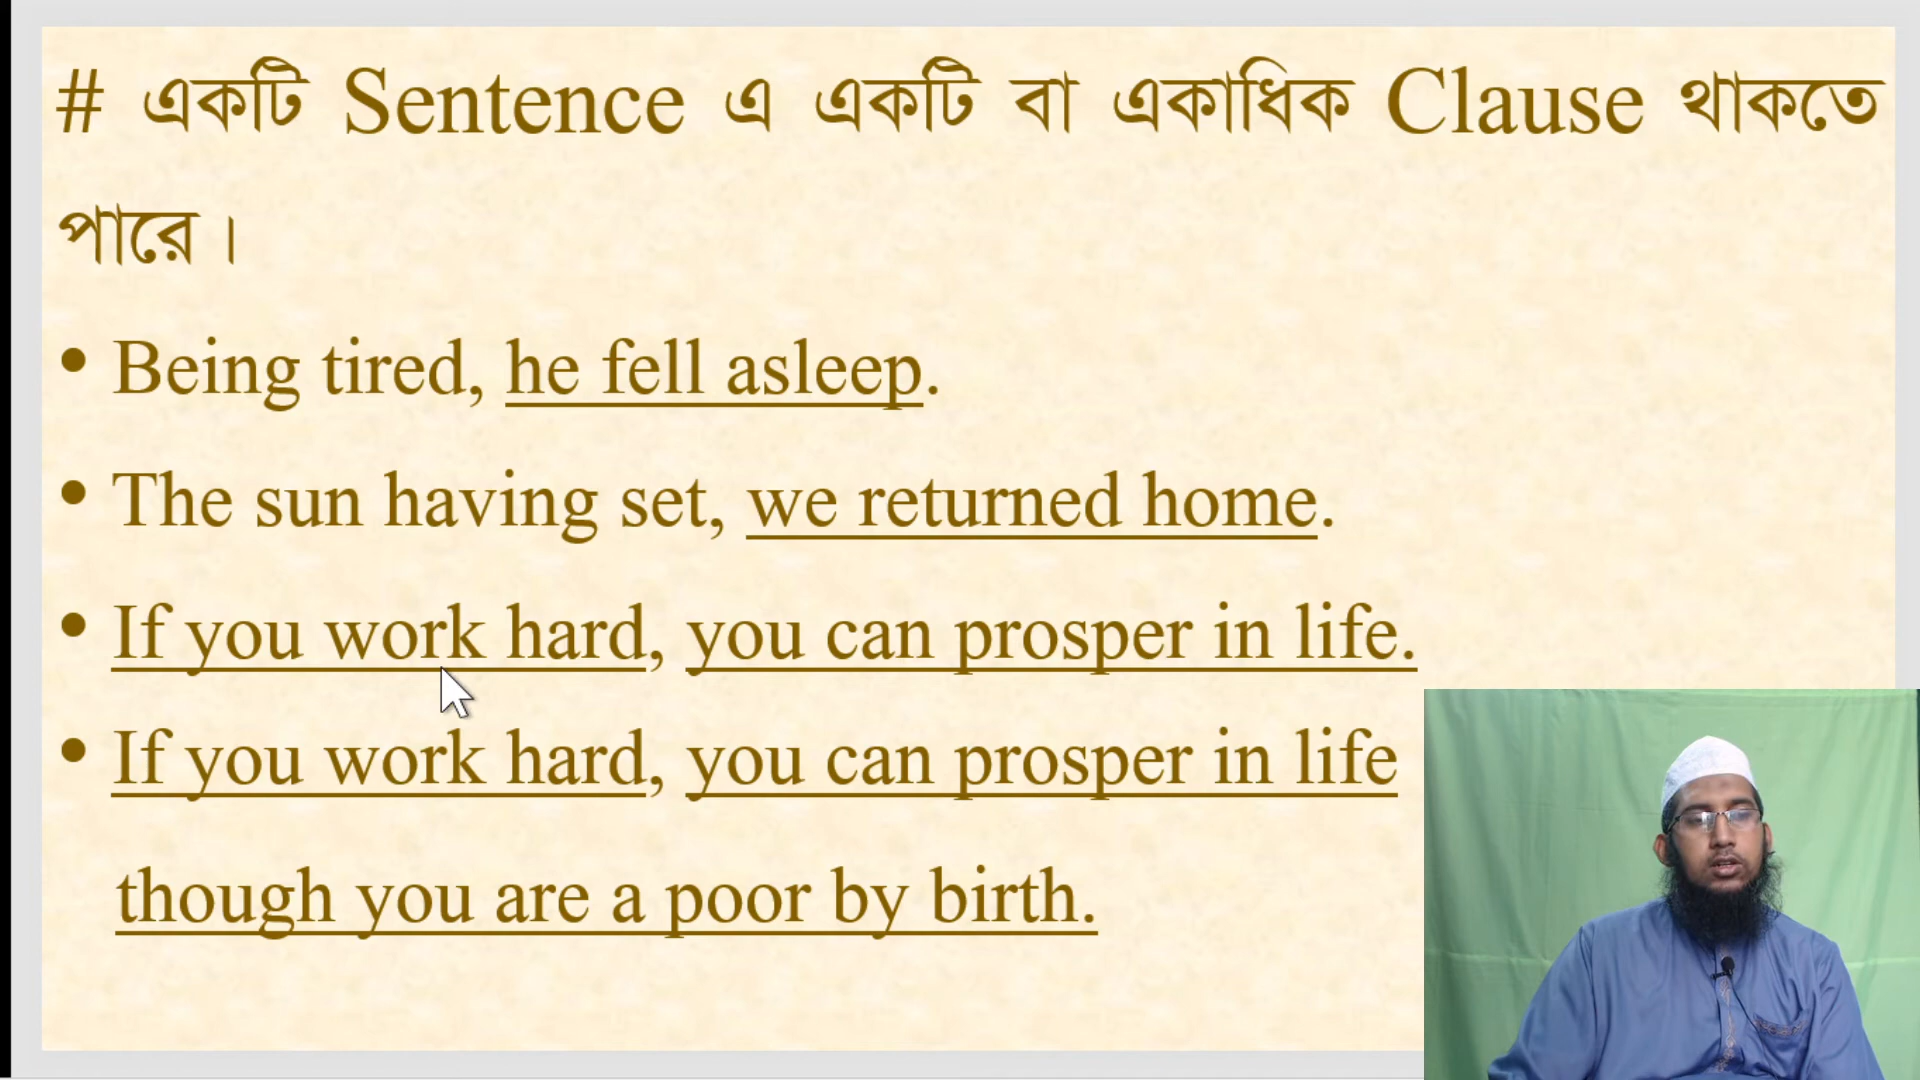 # একটি Sentence এ একটি বা একাধিক Clause থাকতে
পারে।
• Being tired, he fell asleep.
• The sun having set, we returned home.
• If you work hard, you can prosper in life.
• If you work hard, you can prosper in life
though you are a poor by birth.